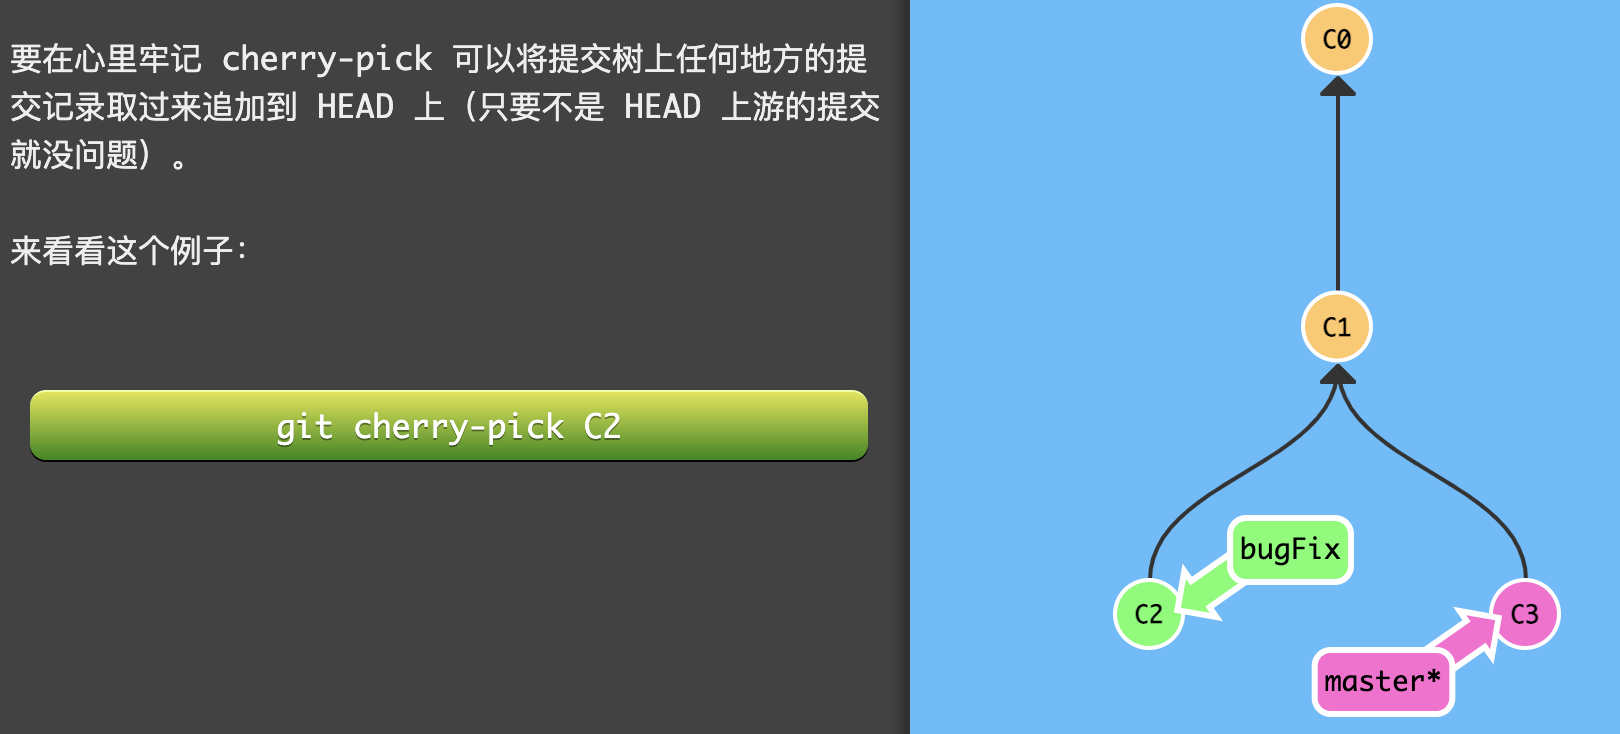 要在心里牢记 cherry-pick 可以将提交树上任何地方的提
交记录取过来追加到 HEAD 上（只要不是 HEAD 上游的提交
就没问题）。
来看看这个例子：
git cherry-pick C2
C0
C1
bugFix
C2
C3
master*